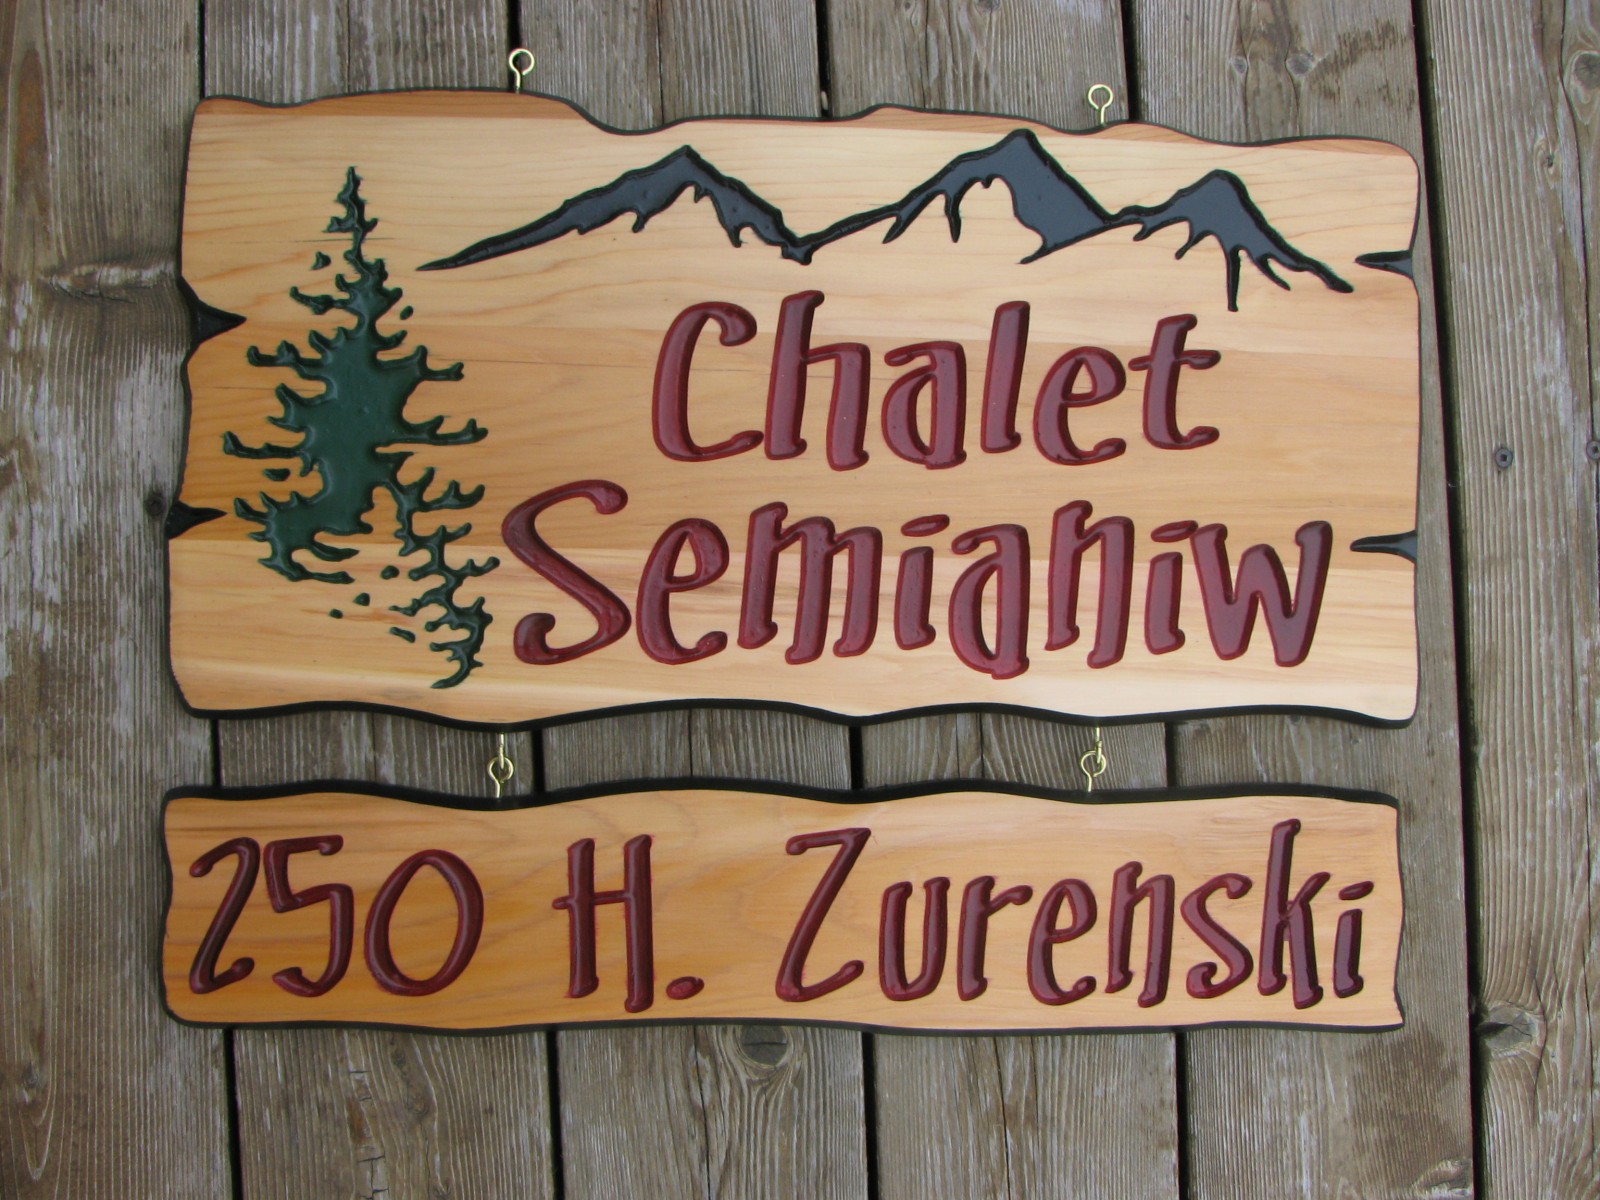 Chalet
Semianiw
250 H. Zurenski